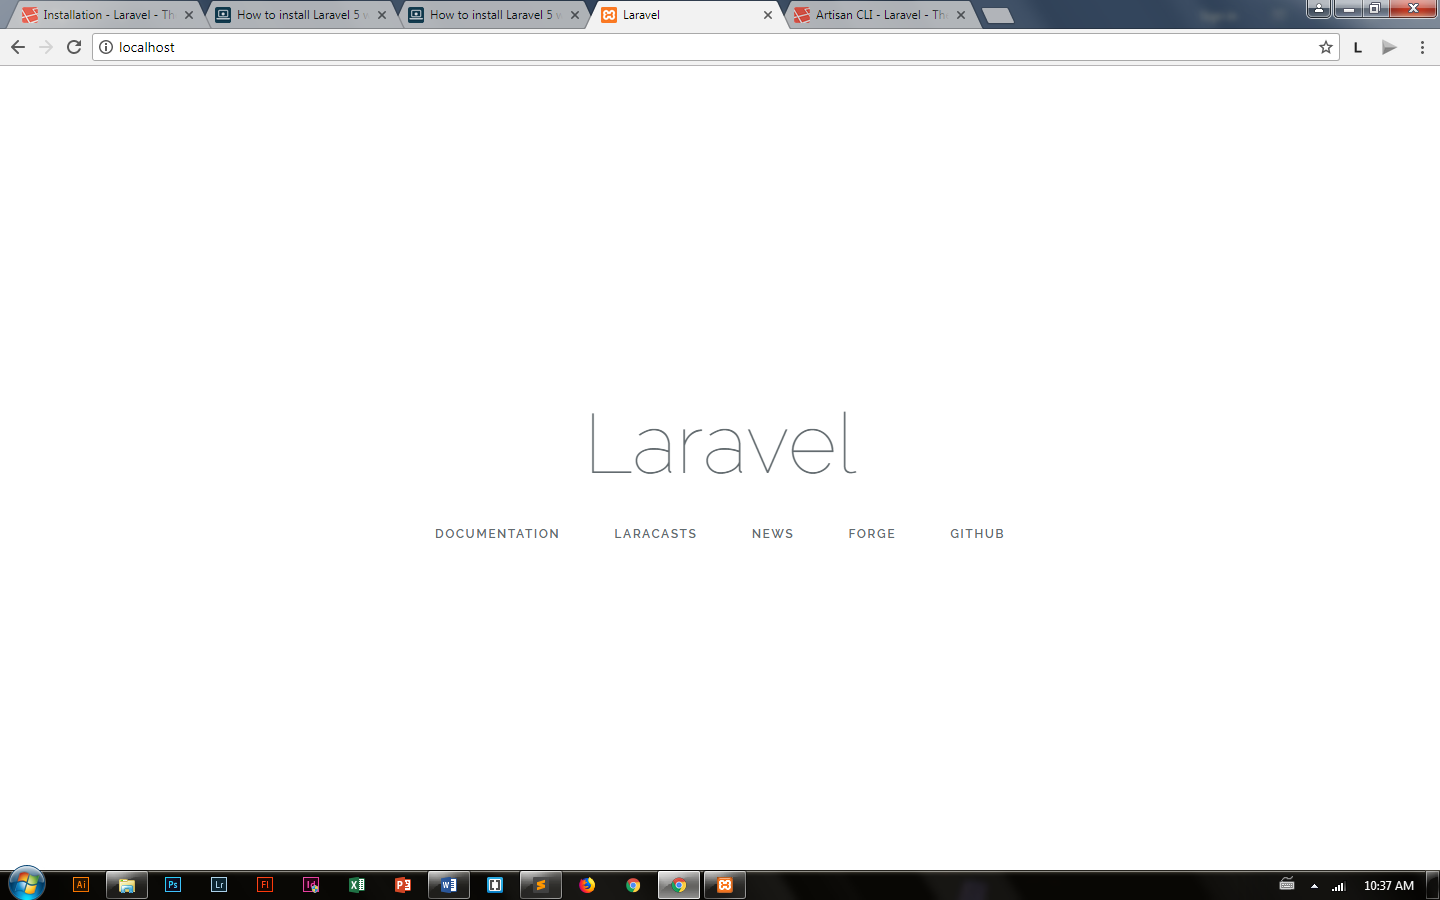 Installation - Laravel - Th
How to install Laravel 5 w
How to install Laravel 5 w
Laravel
Artisan CLI - Laravel - Th
localhost
L
Laravel
DOCUMENTATION
LARACASTS
NEWS
FORGE
GITHUB
Ai
Ps
Lr
Fl
Id
10:37 AM